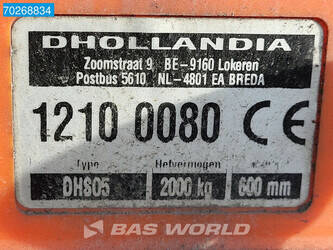 70268834
DHOLLANDIA
Zoomstraat 9 BE-9160 Lokeren
Postbus 5610 NL-4801 EA BREDA
1210 0080 CE
Type Hefvermogen
DHSO5 2000 kg 600 mm
BAS WORLD